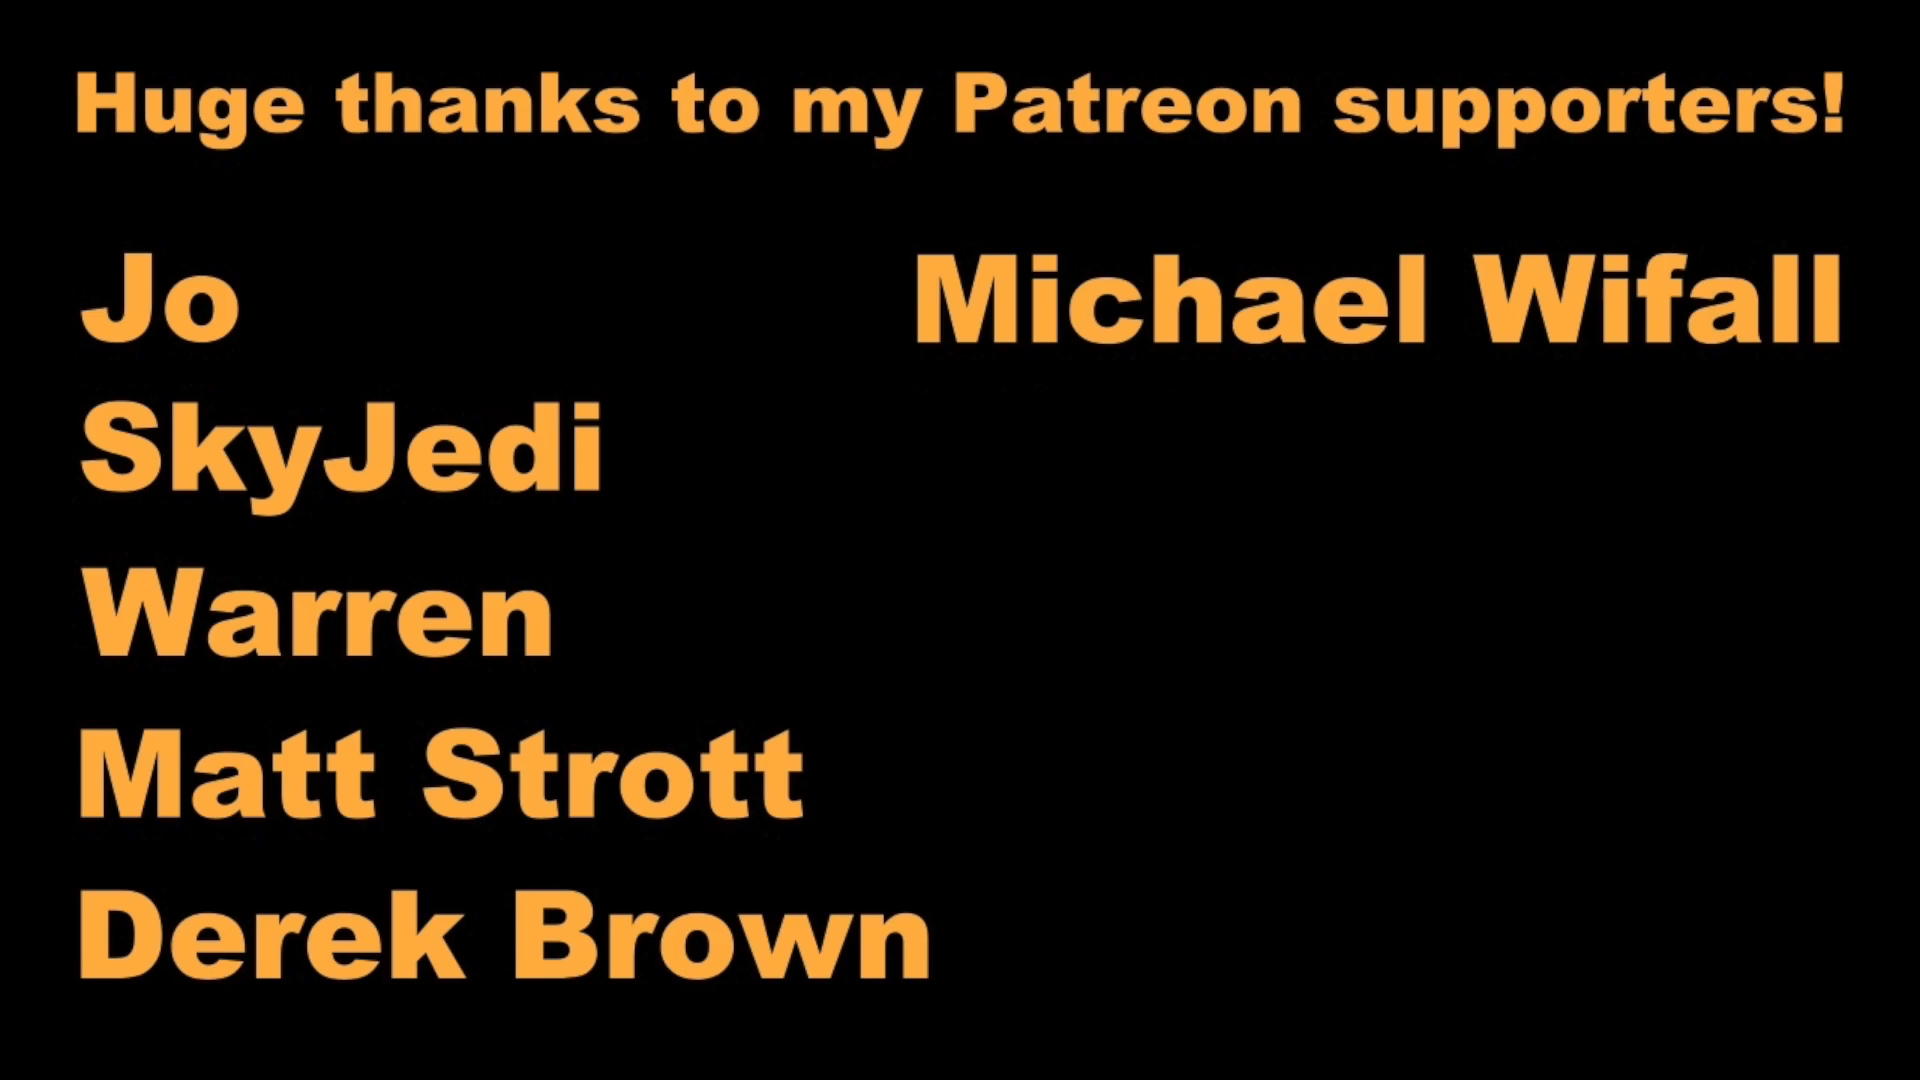 Huge thanks to my Patreon supporters!
Jo
SkyJedi
Warren
Matt Strott
Derek Brown
Michael Wifall